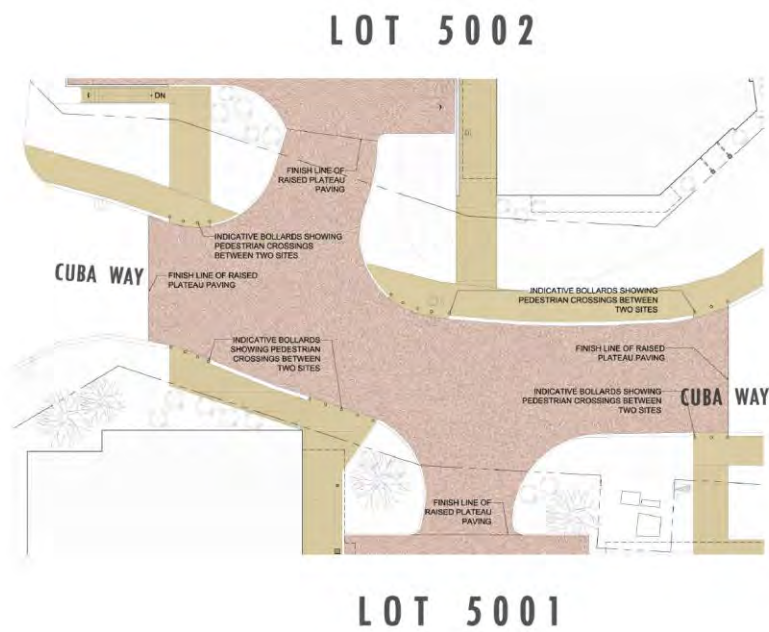 LOT 5002
DN
FINISH LINE OF
RAISED PLATEAU
PAVING
INDICATIVE BOLLARDS SHOWING
PEDESTRIAN CROSSINGS
BETWEEN TWO SITES
CUBA WAY
FINISH LINE OF RAISED
PLATEAU PAVING
INDICATIVE BOLLARDS SHOWING
PEDESTRIAN CROSSINGS BETWEEN
TWO SITES
INDICATIVE BOLLARDS
SHOWING PEDESTRIAN
CROSSINGS BETWEEN
TWO SITES
FINISH LINE OF RAISED
PLATEAU PAVING
INDICATIVE BOLLARDS SHOWING
PEDESTRIAN CROSSINGS BETWEEN
TWO SITES
CUBA WAY
FINISH LINE OF
RAISED PLATEAU
PAVING
LOT 5001